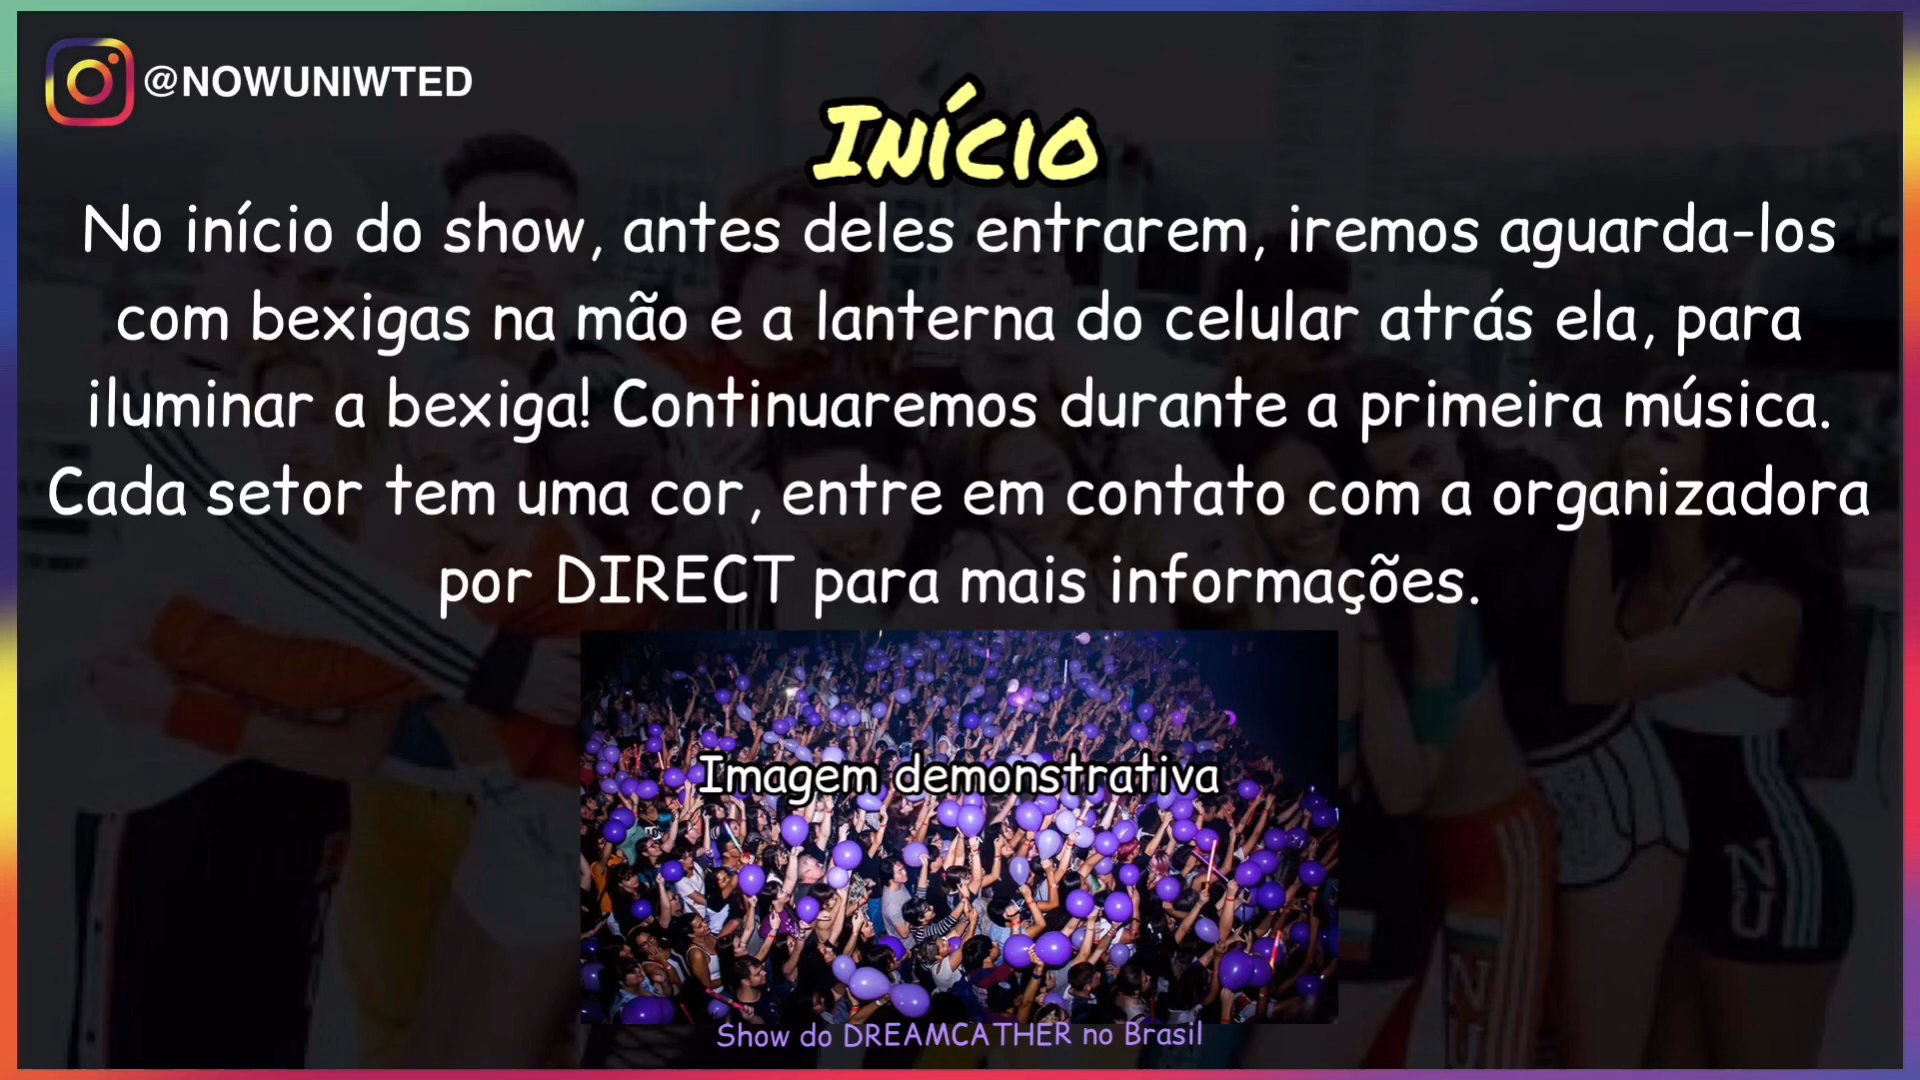 @NOWUNIWTED
INÍCIO
No início do show, antes deles entrarem, iremos aguarda-los
com bexigas na mão e a lanterna do celular atrás ela, para
iluminar a bexiga! Continuaremos durante a primeira música.
Cada setor tem uma cor, entre em contato com a organizadora
por DIRECT para mais informações.
Imagem demonstrativa
NU
NU
Show do DREAMCATHER no Brasil